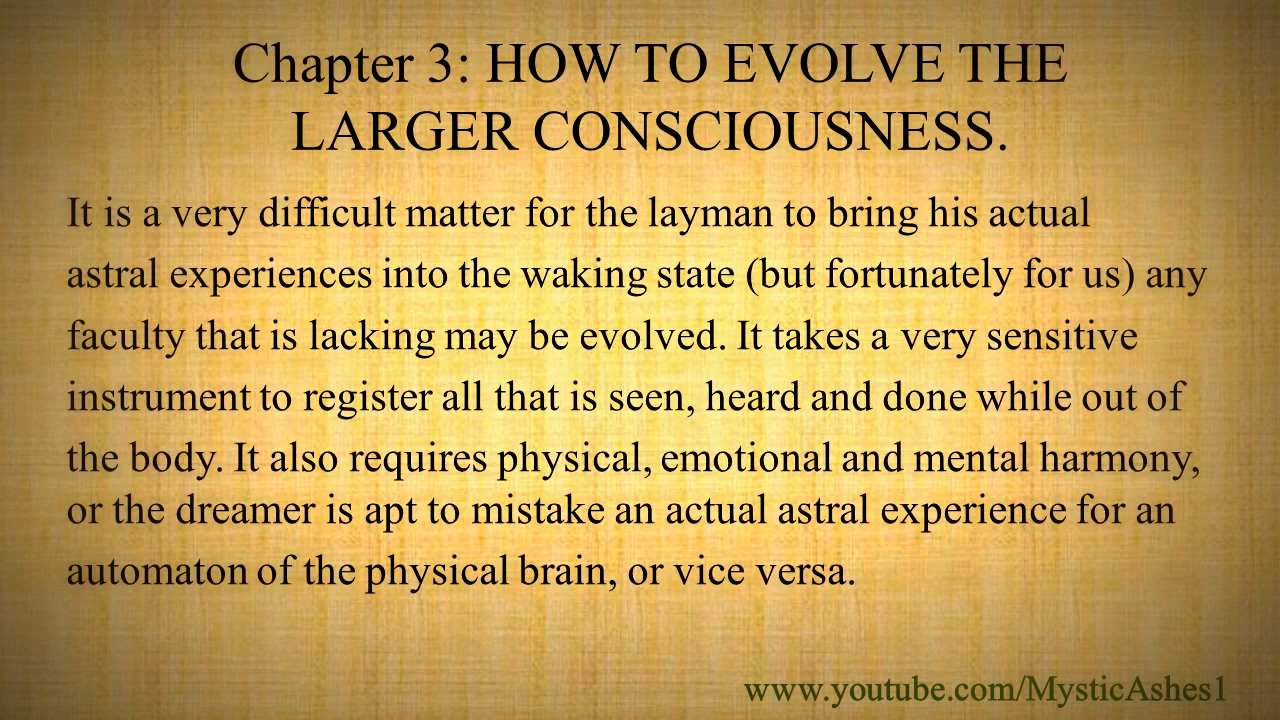 Chapter 3: HOW TO EVOLVE THE
LARGER CONSCIOUSNESS.
It is a very difficult matter for the layman to bring his actual
astral experiences into the waking state (but fortunately for us) any
faculty that is lacking may be evolved. It takes a very sensitive
instrument to register all that is seen, heard and done while out of
the body. It also requires physical, emotional and mental harmony,
or the dreamer is apt to mistake an actual astral experience for an
automaton of the physical brain, or vice versa.
www.youtube.com/MysticAshes1